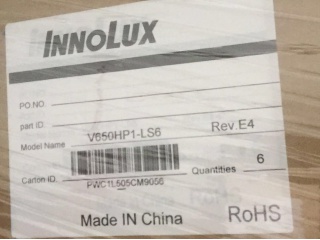 INNOLUX
PO.NO.
part ID.
Model Name V650HP1-LS6 Rev.E4
Carton ID. PWC1L505CM9056 Quantities 6
Made IN China RoHS